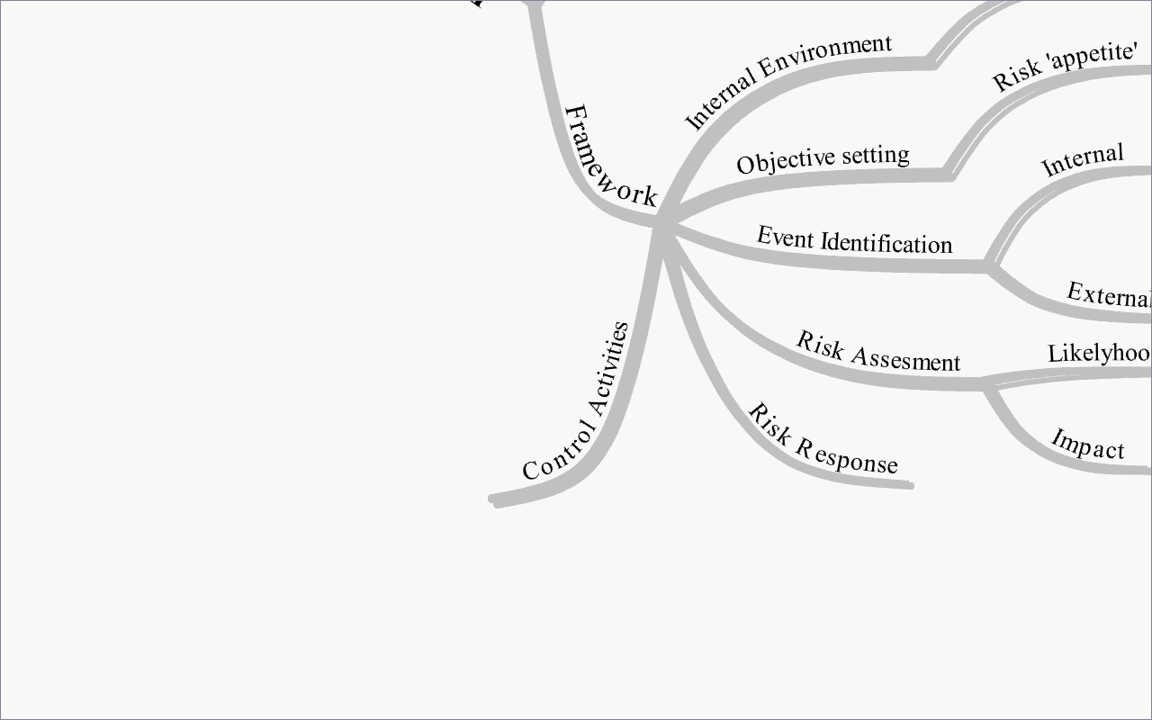 Framework
Internal Environment
Objective setting
Risk 'appetite'
Event Identification
Internal
External
Risk Assesment
Likelyhoo
Impact
Risk Response
Control Activities